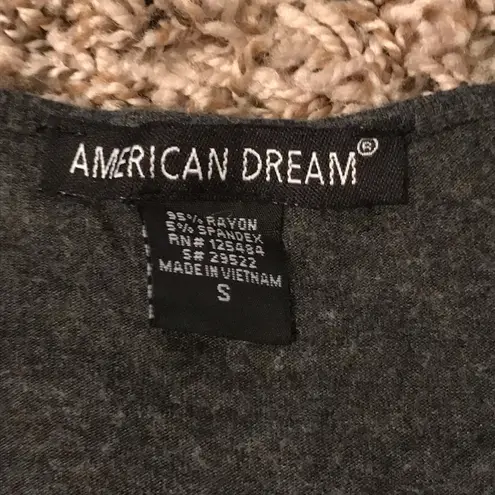 AMERICAN DREAM®
95% RAYON
5% SPANDEX
RN# 125484
S# 29522
MADE IN VIETNAM
S